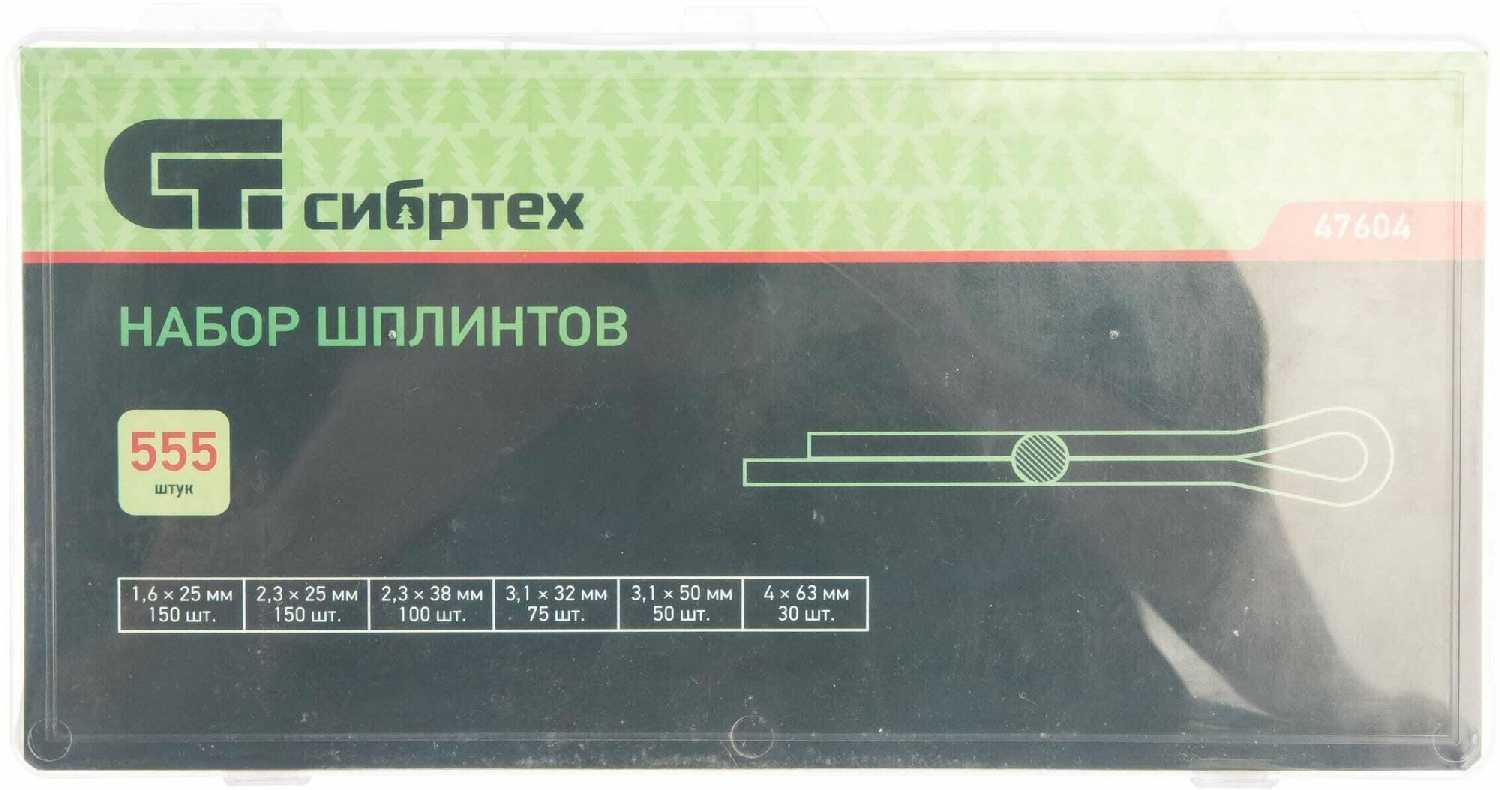 СТ сибртех
47604
НАБОР ШПЛИНТОВ
555
штук
1,6 × 25 мм 2,3 × 25 мм 2,3 × 38 мм 3,1 × 32 мм 3,1 × 50 мм 4 × 63 мм
150 шт. 150 шт. 100 шт. 75 шт. 50 шт. 30 шт.